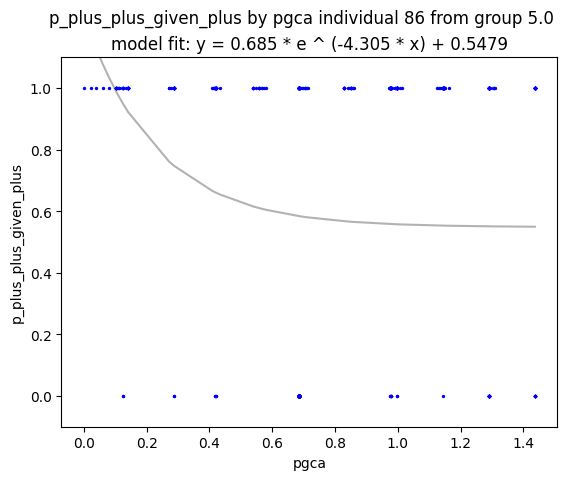 p_plus_plus_given_plus by pgca individual 86 from group 5.0
model fit: y = 0.685 * e ^ (-4.305 * x) + 0.5479
1.0
0.8
0.6
0.4
0.2
0.0
p_plus_plus_given_plus
0.0 0.2 0.4 0.6 0.8 1.0 1.2 1.4
pgca